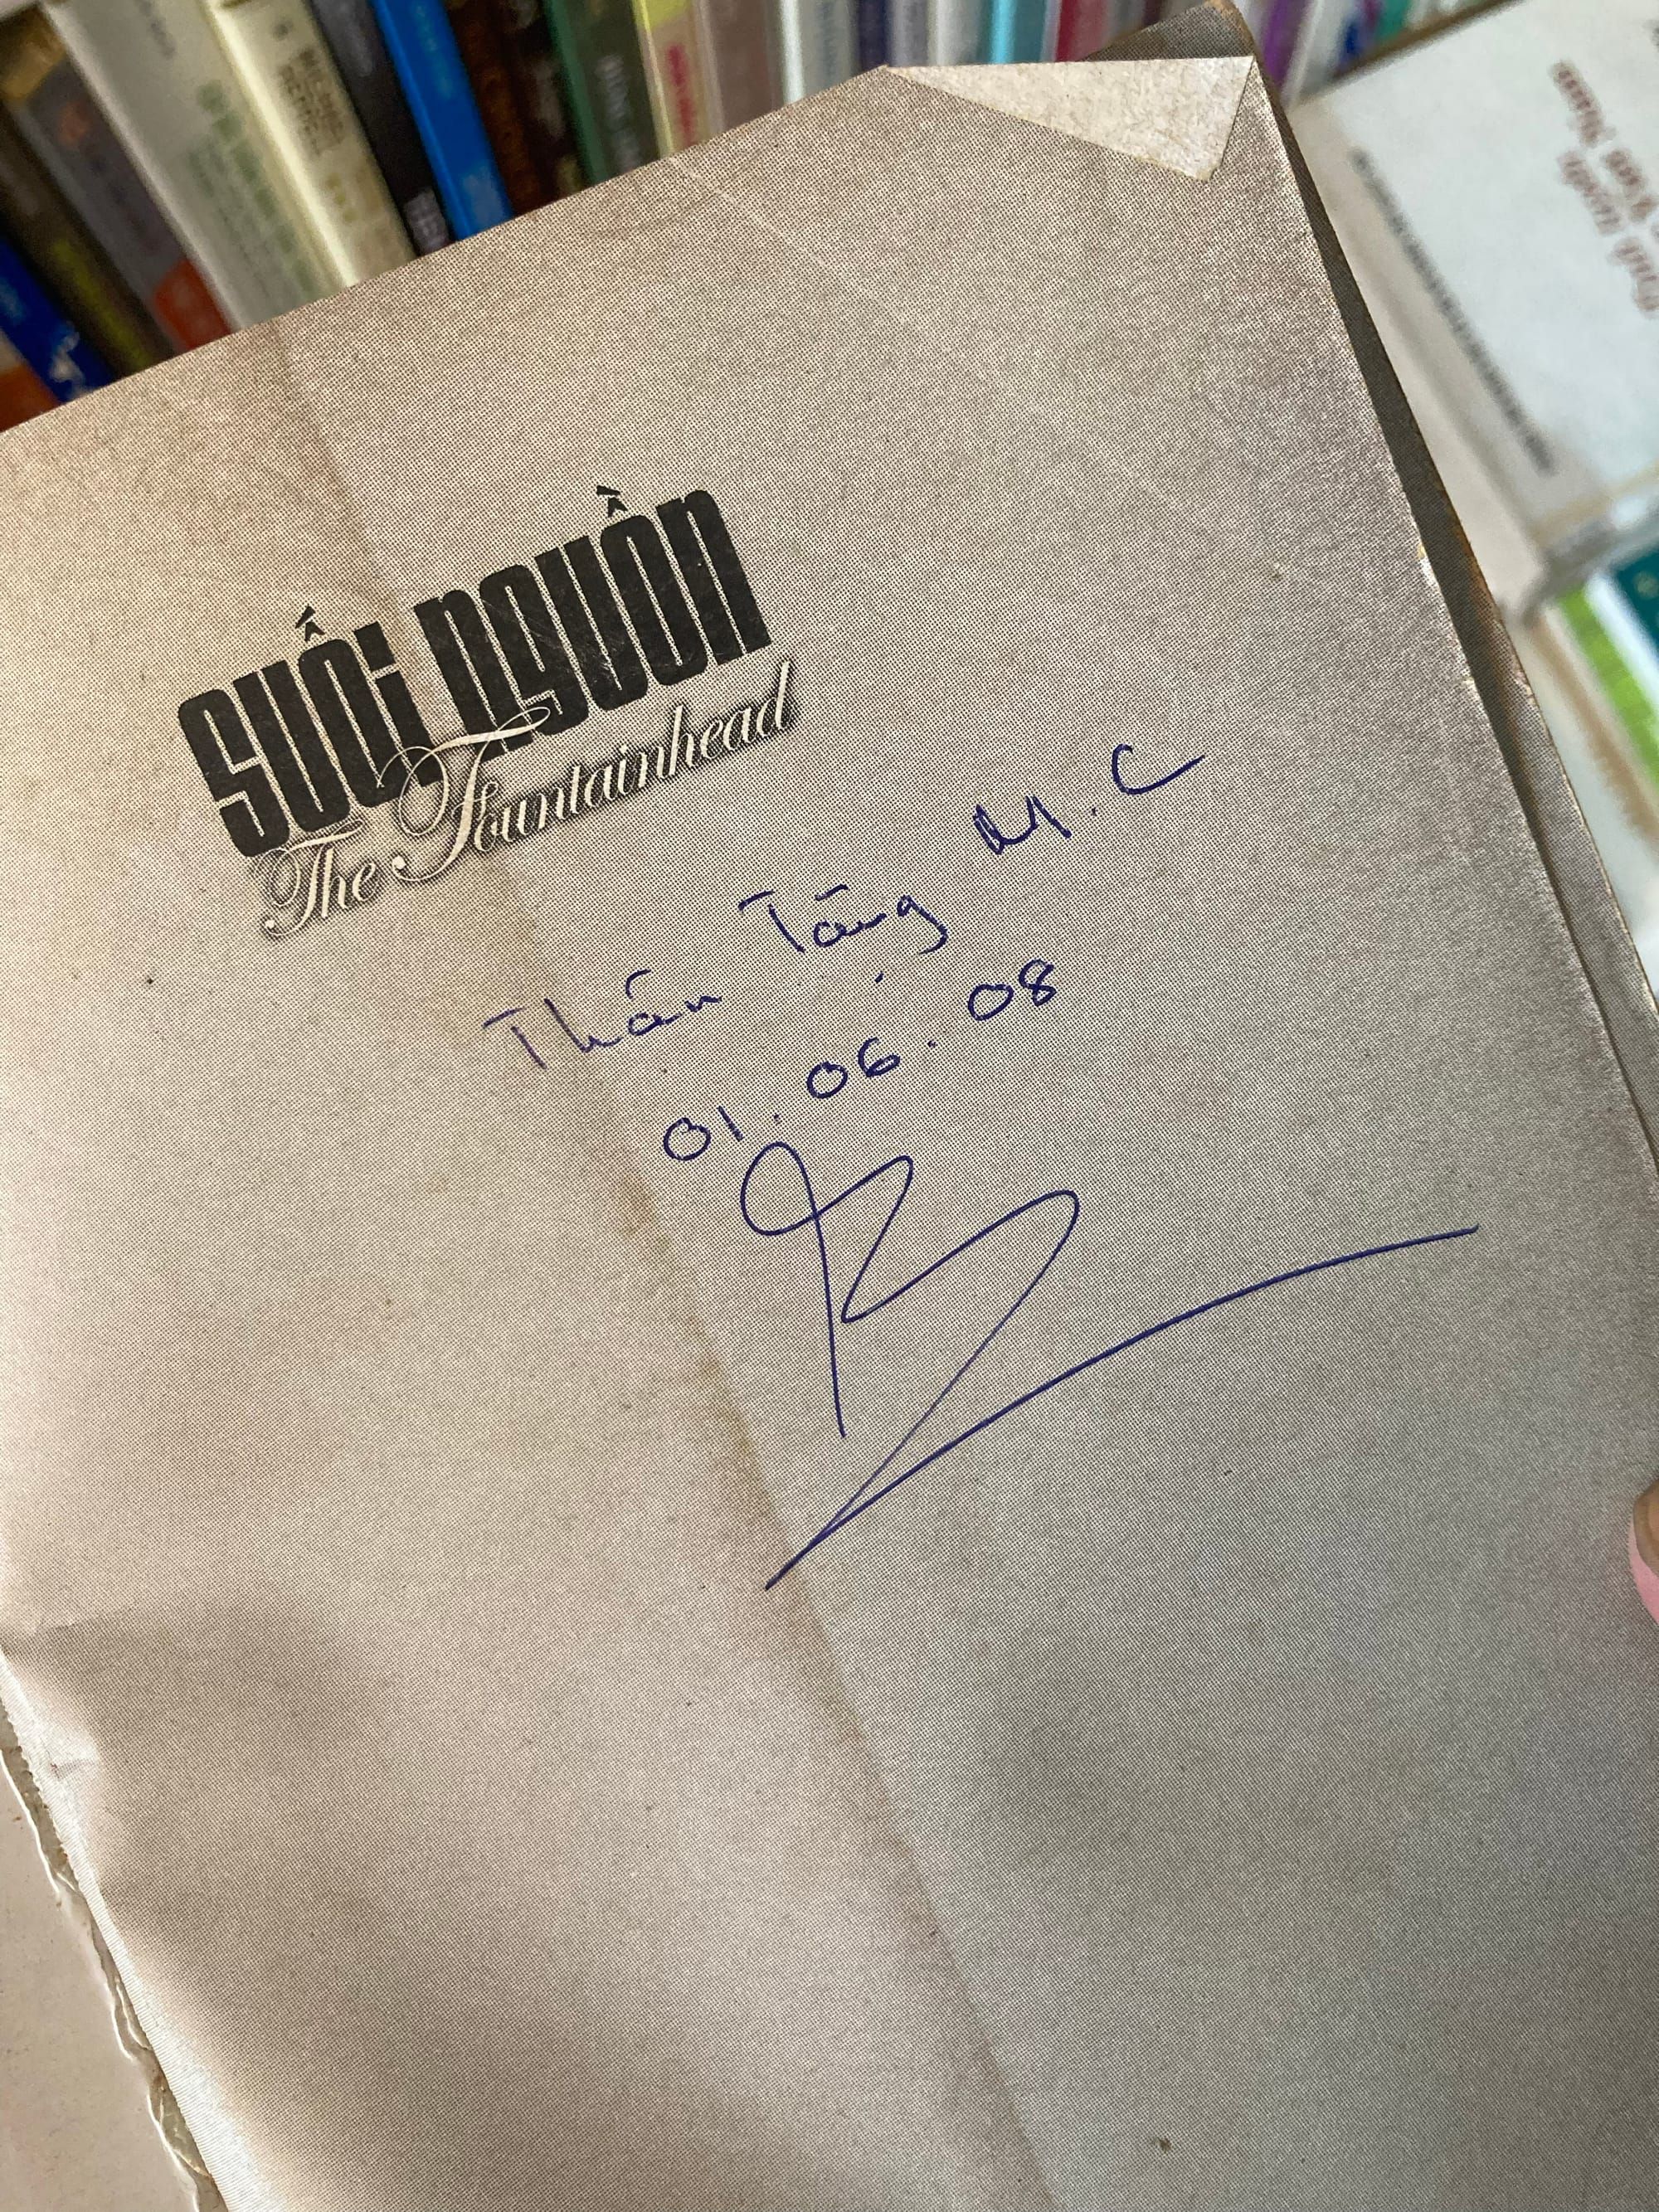 SUỐI NGUỒN
The Fountainhead
Thân Tặng M.C
01.06.08